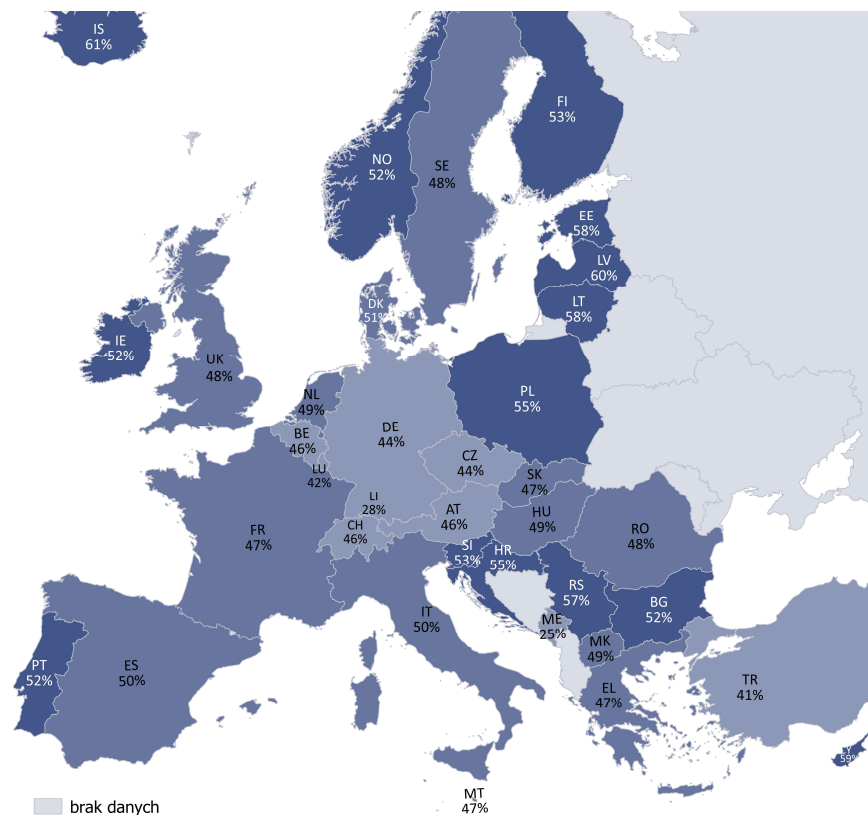 IS
61%
FI
53%
NO
52%
SE
48%
EE
58%
LV
60%
LT
58%
DK
51%
IE
52%
UK
48%
PL
55%
NL
49%
DE
44%
BE
46%
CZ
44%
LU
42%
SK
47%
LI
28%
AT
46%
HU
49%
CH
46%
FR
47%
RO
48%
SI
53%
HR
55%
RS
57%
BG
52%
IT
50%
ME
25%
MK
49%
PT
52%
ES
50%
EL
47%
TR
41%
Y
59%
MT
47%
brak danych